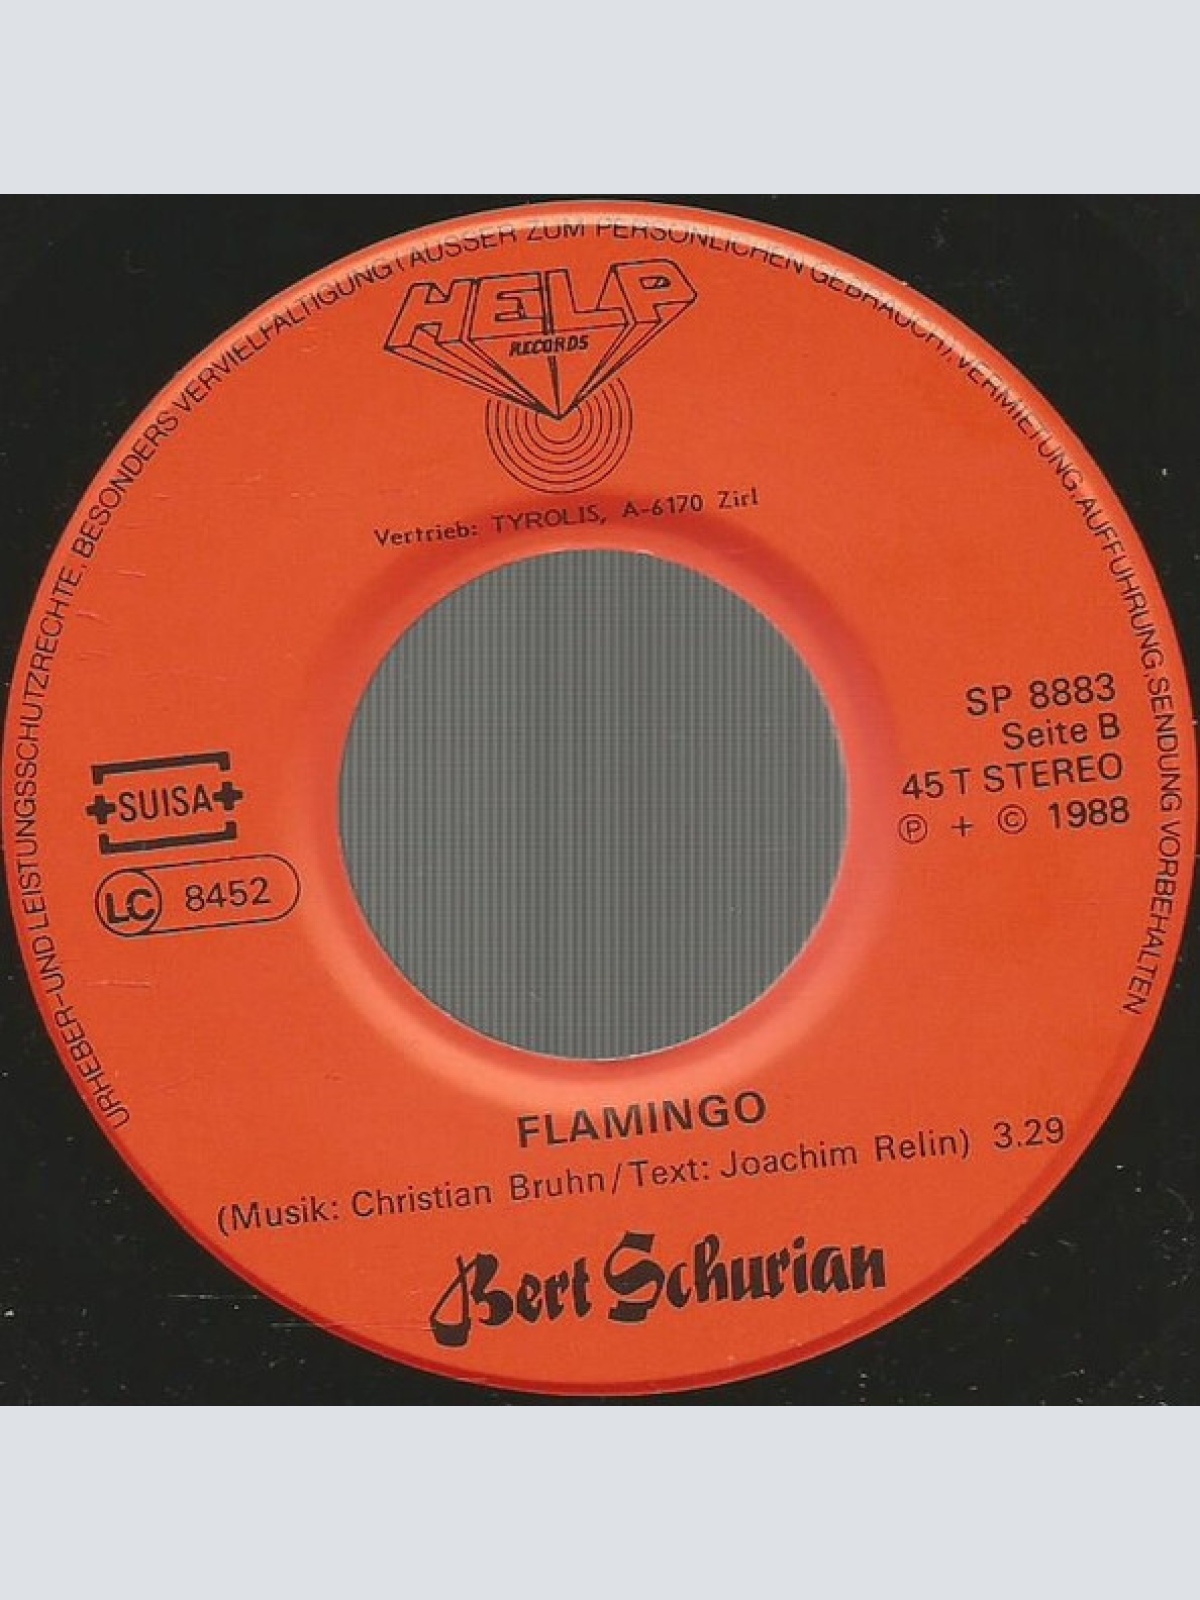 URHEBER-UND LEISTUNGSSCHUTZRECHTE, BESONDERS VERVIELFÄLTIGUNG (AUSSER ZUM PERSÖNLICHEN GEBRAUCH), VERMIETUNG, AUFFÜHRUNG, SENDUNG VORBEHALTEN
HELP
RECORDS
Vertrieb: TYROLIS, A-6170 Zirl
SP 8883
Seite B
45 T STEREO
Ⓟ + © 1988
SUISA
LC 8452
FLAMINGO
(Musik: Christian Bruhn/Text: Joachim Relin) 3.29
Bert Schurian